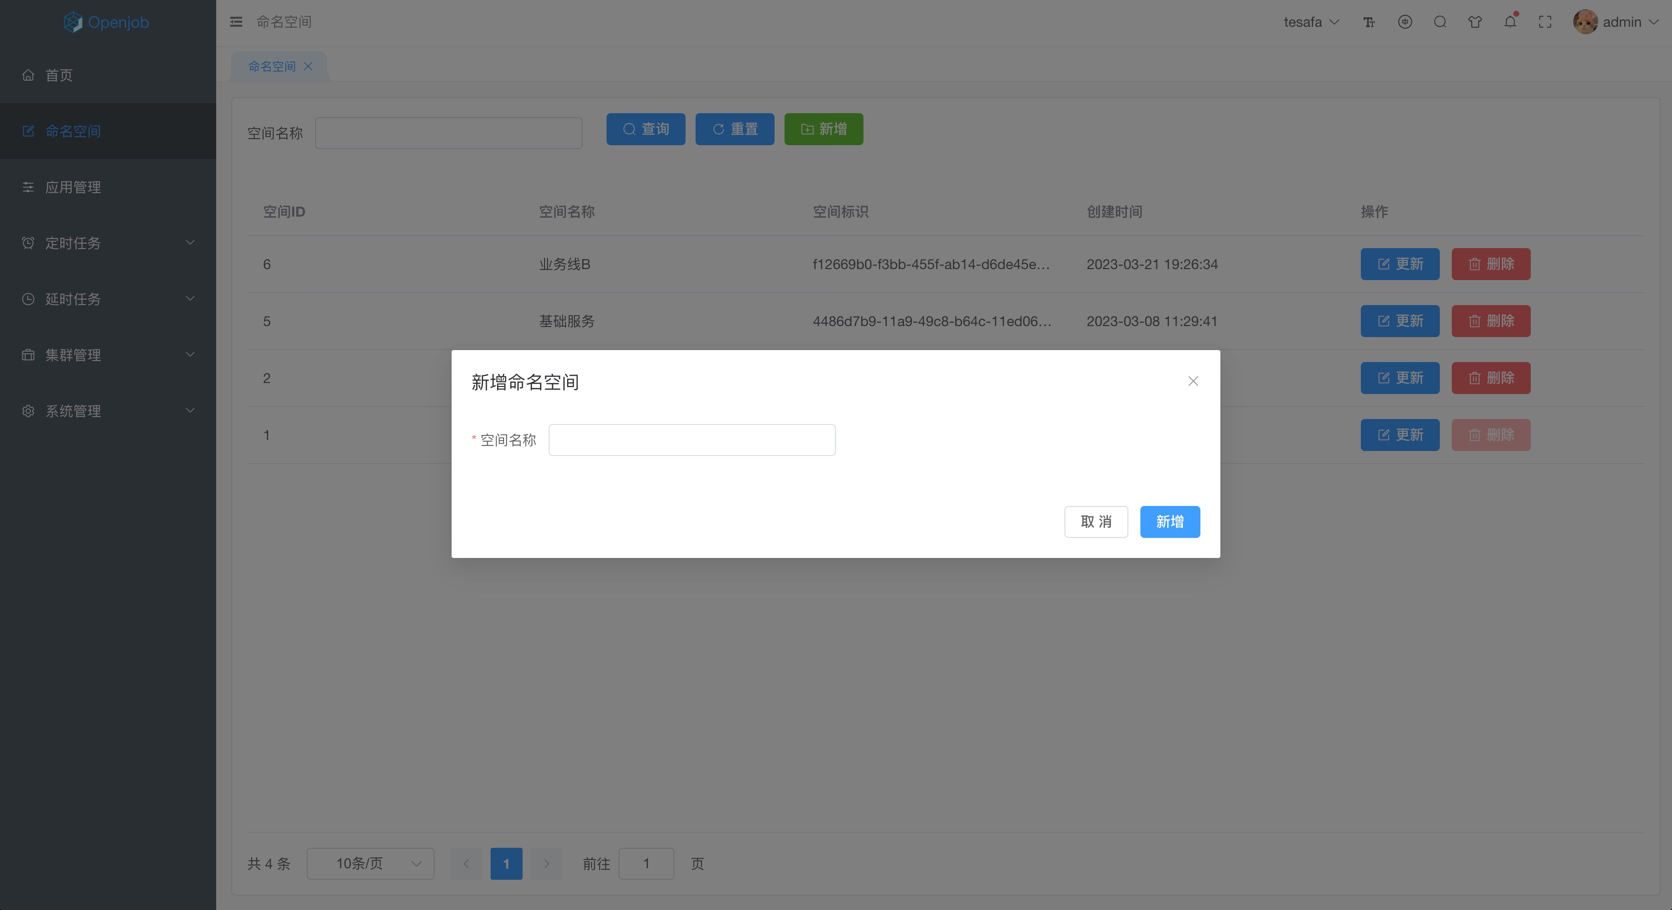 Openjob
命名空间
tesafa
admin
首页
命名空间
应用管理
定时任务
延时任务
集群管理
系统管理
命名空间
空间名称
查询
重置
新增
空间ID 空间名称 空间标识 创建时间 操作
6 业务线B f12669b0-f3bb-455f-ab14-d6de45e... 2023-03-21 19:26:34 更新 删除
5 基础服务 4486d7b9-11a9-49c8-b64c-11ed06... 2023-03-08 11:29:41 更新 删除
2 更新 删除
1 更新 删除
新增命名空间
* 空间名称
取 消 新增
共 4 条 10条/页 1 前往 1 页